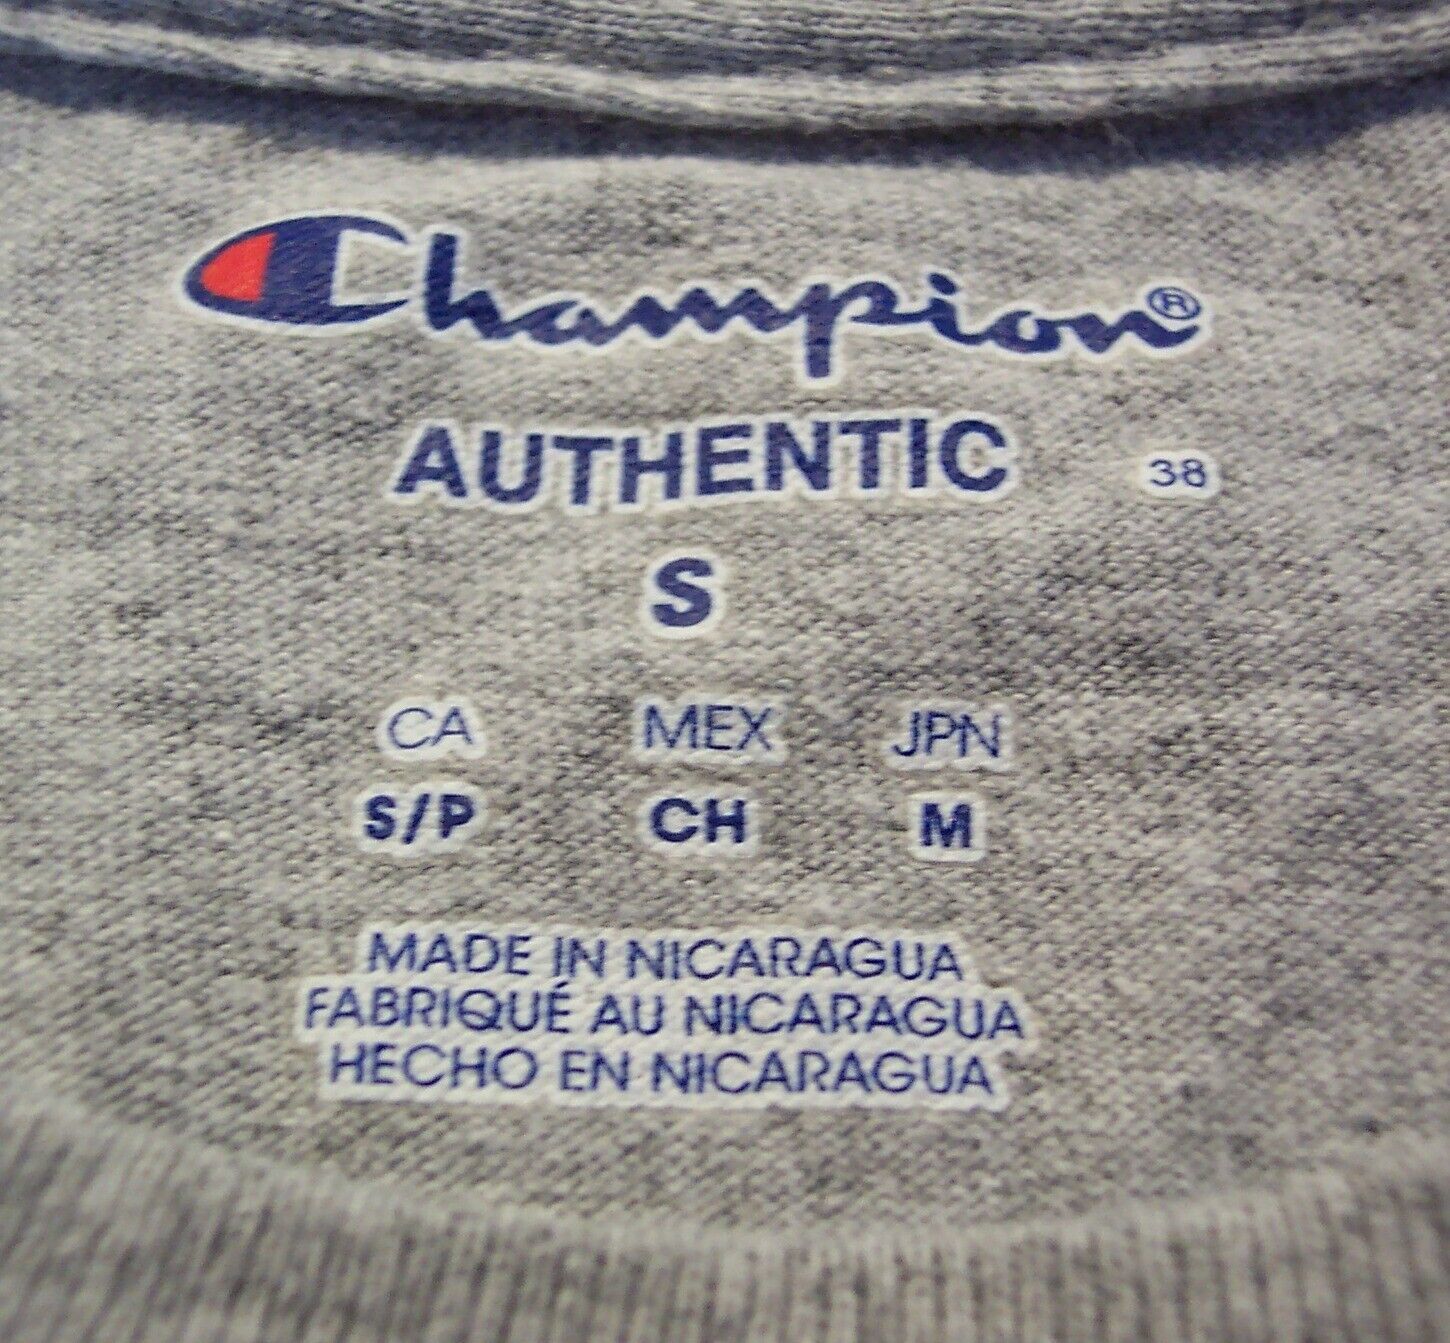 Champion®
AUTHENTIC 38
S
CA MEX JPN
S/P CH M
MADE IN NICARAGUA
FABRIQUÉ AU NICARAGUA
HECHO EN NICARAGUA